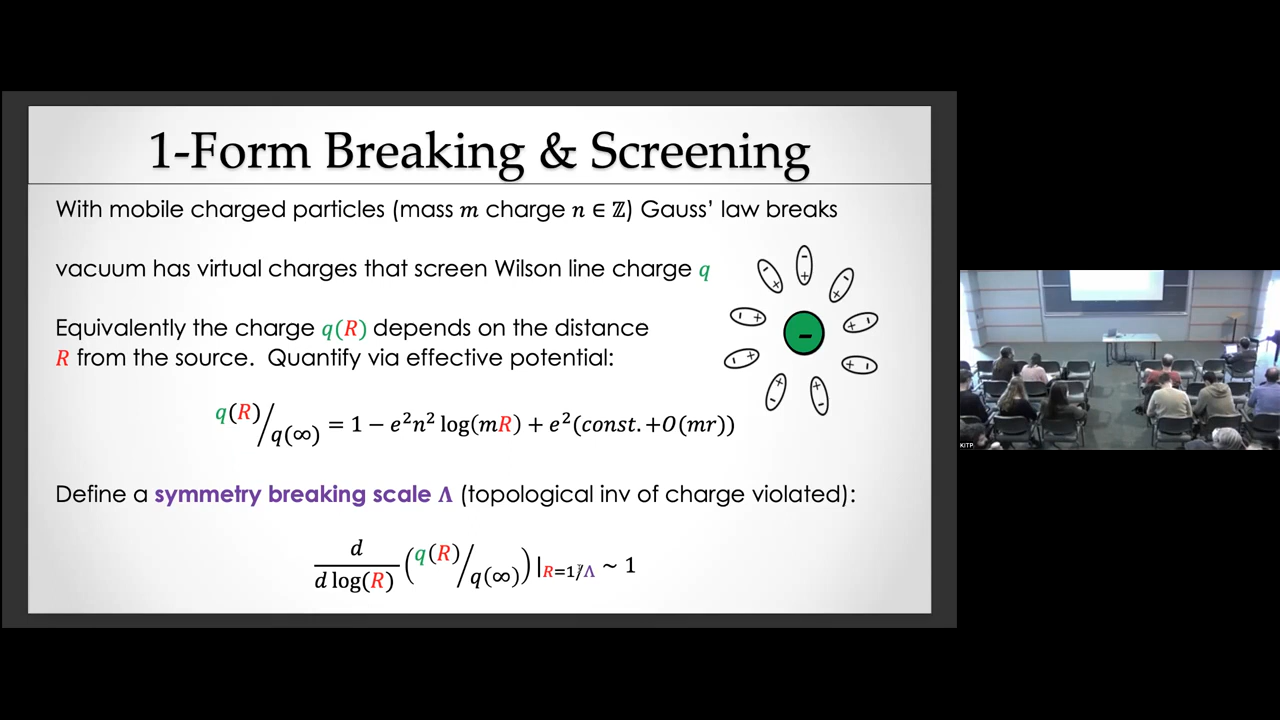 1-Form Breaking & Screening
With mobile charged particles (mass m charge n ∈ ℤ) Gauss’ law breaks
vacuum has virtual charges that screen Wilson line charge q
Equivalently the charge q(R) depends on the distance
R from the source. Quantify via effective potential:
q(R)/q(∞) = 1 − e²n² log(mR) + e²(const. +O(mr))
Define a symmetry breaking scale Λ (topological inv of charge violated):
d/d log(R) (q(R)/q(∞)) |R=1/Λ ~ 1
KITP